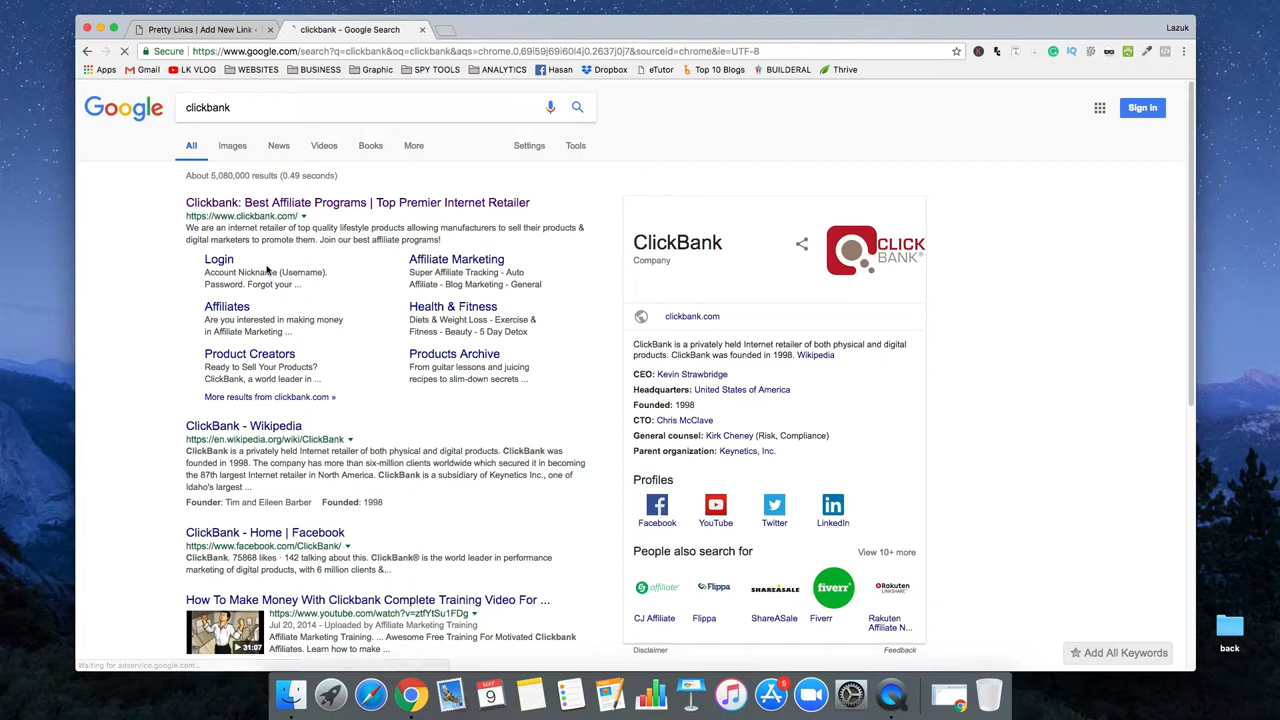 Pretty Links | Add New Link
clickbank - Google Search
Lazuk
Secure
https://www.google.com/search?q=clickbank&oq=clickbank&aqs=chrome.0.69i59j69i60l4j0.2637j0j7&sourceid=chrome&ie=UTF-8
Apps
Gmail
LK VLOG
WEBSITES
BUSINESS
Graphic
SPY TOOLS
ANALYTICS
Hasan
Dropbox
eTutor
Top 10 Blogs
BUILDERAL
Thrive
Google
clickbank
Sign in
All
Images
News
Videos
Books
More
Settings
Tools
About 5,080,000 results (0.49 seconds)
Clickbank: Best Affiliate Programs | Top Premier Internet Retailer
https://www.clickbank.com/
We are an internet retailer of top quality lifestyle products allowing manufacturers to sell their products &
digital marketers to promote them. Join our best affiliate programs!
Login
Account Nickname (Username).
Password. Forgot your ...
Affiliate Marketing
Super Affiliate Tracking - Auto
Affiliate - Blog Marketing - General
Affiliates
Are you interested in making money
in Affiliate Marketing ...
Health & Fitness
Diets & Weight Loss - Exercise &
Fitness - Beauty - 5 Day Detox
Product Creators
Ready to Sell Your Products?
ClickBank, a world leader in ...
Products Archive
From guitar lessons and juicing
recipes to slim-down secrets ...
More results from clickbank.com »
ClickBank - Wikipedia
https://en.wikipedia.org/wiki/ClickBank
ClickBank is a privately held Internet retailer of both physical and digital products. ClickBank was
founded in 1998. The company has more than six-million clients worldwide which secured it in becoming
the 87th largest Internet retailer in North America. ClickBank is a subsidiary of Keynetics Inc., one of
Idaho's largest ...
Founder: Tim and Eileen Barber Founded: 1998
ClickBank - Home | Facebook
https://www.facebook.com/ClickBank/
ClickBank. 75868 likes · 142 talking about this. ClickBank® is the world leader in performance
marketing of digital products, with 6 million clients &...
How To Make Money With Clickbank Complete Training Video For ...
https://www.youtube.com/watch?v=ztfYtSu1FDg
Jul 20, 2014 - Uploaded by Affiliate Marketing Training
Affiliate Marketing Training. ... Awesome Free Training For Motivated Clickbank
Affiliates. Learn how to make ...
31:07
ClickBank
Company
CLICK
BANK®
clickbank.com
ClickBank is a privately held Internet retailer of both physical and digital
products. ClickBank was founded in 1998. Wikipedia
CEO: Kevin Strawbridge
Headquarters: United States of America
Founded: 1998
CTO: Chris McClave
General counsel: Kirk Cheney (Risk, Compliance)
Parent organization: Keynetics, Inc.
Profiles
Facebook
YouTube
Twitter
LinkedIn
People also search for
View 10+ more
affiliate
Flippa
SHAREASALE
fiverr
Rakuten
LINKSHARE
CJ Affiliate
Flippa
ShareASale
Fiverr
Rakuten
Affiliate N...
Disclaimer
Feedback
Add All Keywords
Waiting for adservice.google.com...
back
MAY
9
5